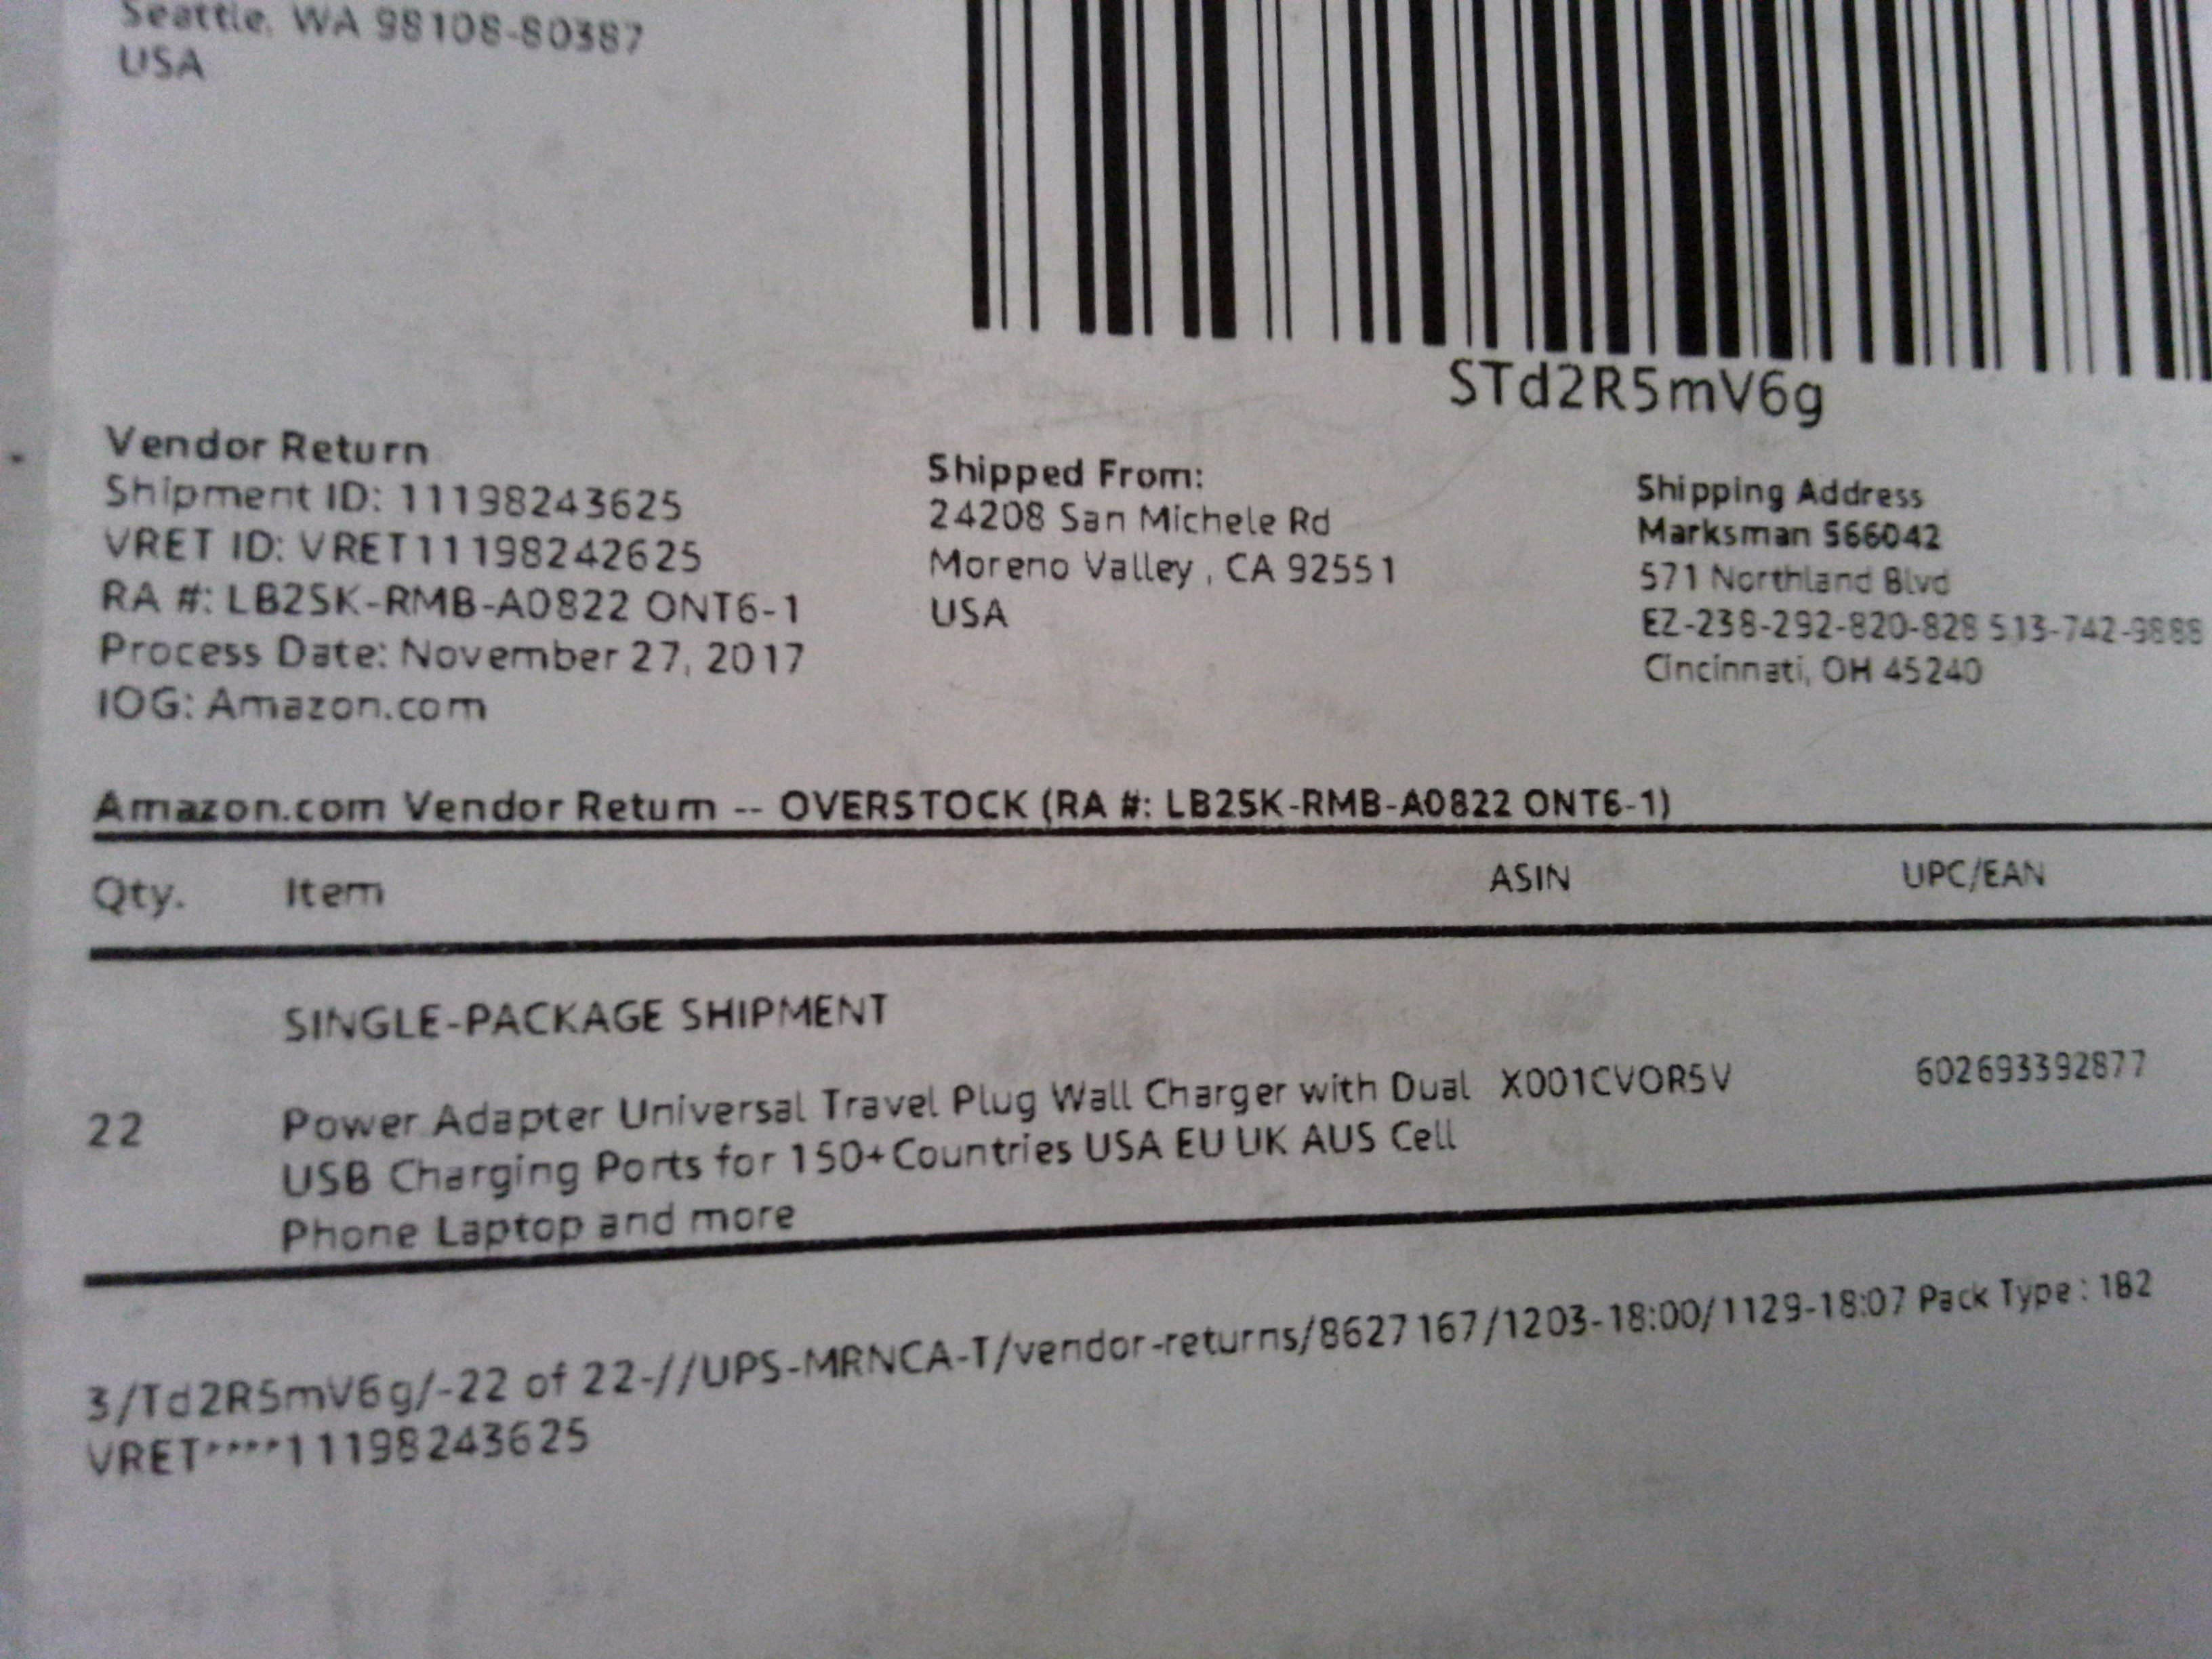 Seattle, WA 98108-80387
USA
STd2R5mV6g
Vendor Return
Shipment ID: 11198243625
VRET ID: VRET11198242625
RA #: LB2SK-RMB-A0822 ONT6-1
Process Date: November 27, 2017
IOG: Amazon.com
Shipped From:
24208 San Michele Rd
Moreno Valley , CA 92551
USA
Shipping Address
Marksman 566042
571 Northland Blvd
EZ-238-292-820-828 513-742-9888
Cincinnati, OH 45240
Amazon.com Vendor Return -- OVERSTOCK (RA #: LB2SK-RMB-A0822 ONT6-1)
Qty. Item ASIN UPC/EAN
SINGLE-PACKAGE SHIPMENT
22 Power Adapter Universal Travel Plug Wall Charger with Dual X001CVOR5V 602693392877
USB Charging Ports for 150+Countries USA EU UK AUS Cell
Phone Laptop and more
3/Td2R5mV6g/-22 of 22-//UPS-MRNCA-T/vendor-returns/8627167/1203-18:00/1129-18:07 Pack Type : 1B2
VRET****11198243625